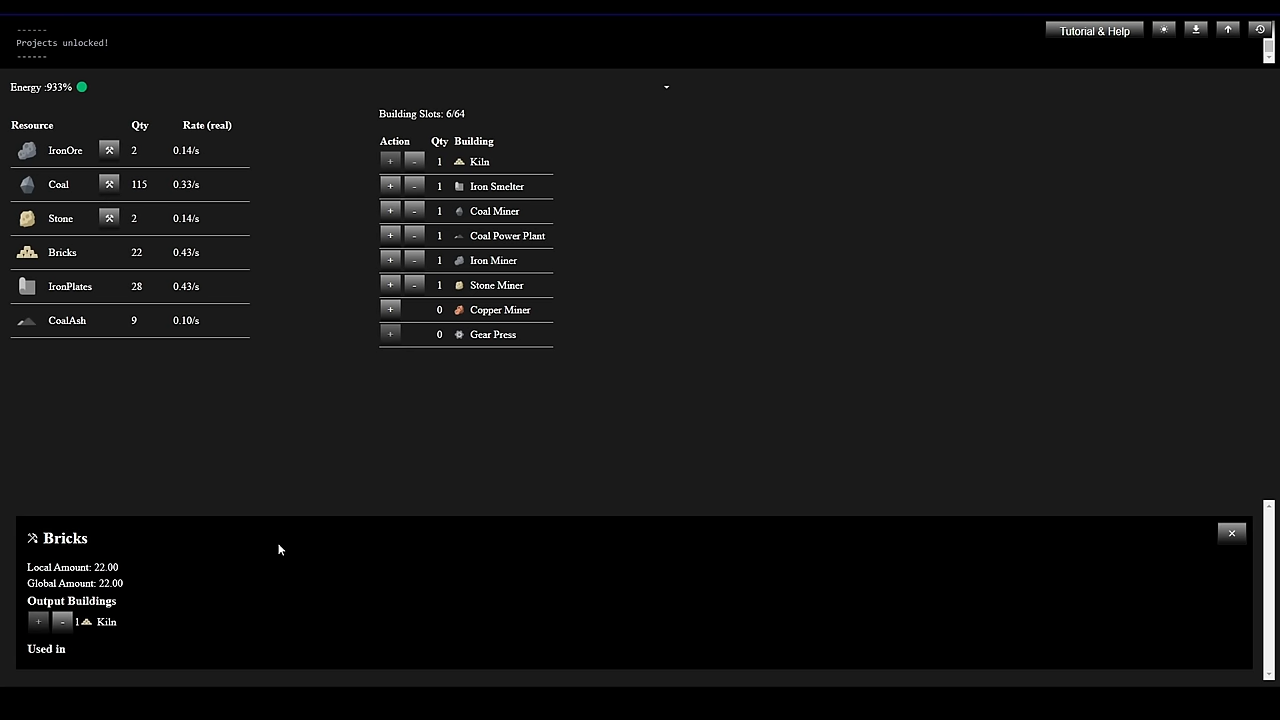 ------
Projects unlocked!
------
Tutorial & Help
Energy :933%
Building Slots: 6/64
Resource Qty Rate (real)
IronOre 2 0.14/s
Coal 115 0.33/s
Stone 2 0.14/s
Bricks 22 0.43/s
IronPlates 28 0.43/s
CoalAsh 9 0.10/s
Action Qty Building
+ - 1 Kiln
+ - 1 Iron Smelter
+ - 1 Coal Miner
+ - 1 Coal Power Plant
+ - 1 Iron Miner
+ - 1 Stone Miner
+ 0 Copper Miner
+ 0 Gear Press
Bricks
Local Amount: 22.00
Global Amount: 22.00
Output Buildings
+ - 1 Kiln
Used in